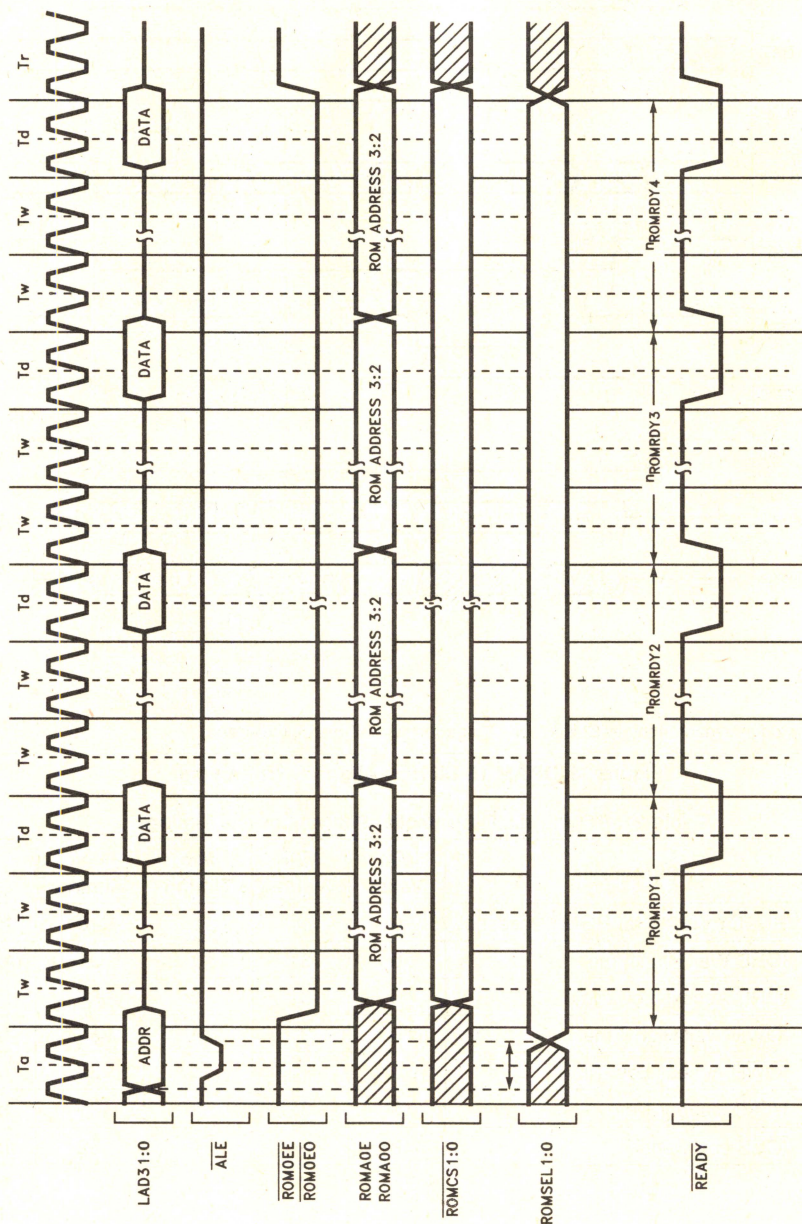 Ta Tw Tw Td Tw Tw Td Tw Tw Td Tw Tw Td Tr
LAD31:0 ADDR DATA DATA DATA DATA
ALE
ROMOEE
ROMOEO
ROMA0E
ROMA0O
ROM ADDRESS 3:2 ROM ADDRESS 3:2 ROM ADDRESS 3:2 ROM ADDRESS 3:2
ROMCS1:0
ROMSEL1:0
nROMRDY1 nROMRDY2 nROMRDY3 nROMRDY4
READY